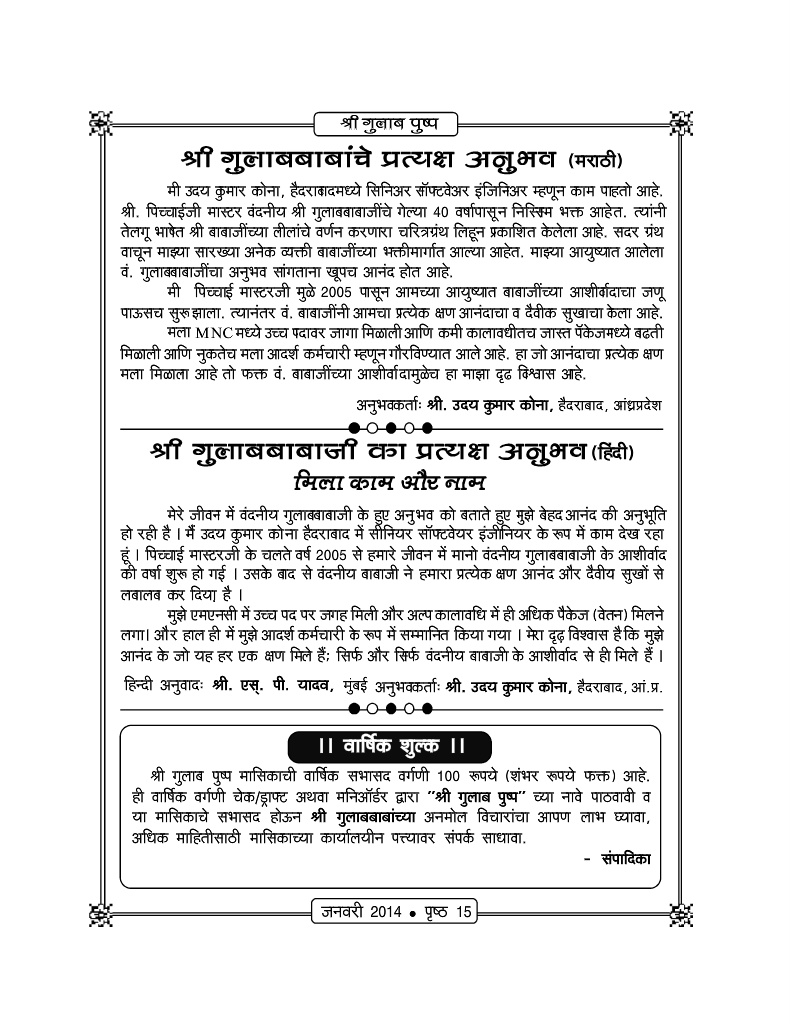 श्री गुलाब पुष्प
श्री गुलाबबाबांचे प्रत्यक्ष अनुभव (मराठी)
मी उदय कुमार कोना, हैदराबादमध्ये सिनिअर सॉफ्टवेअर इंजिनिअर म्हणून काम पाहतो आहे.
श्री. पिच्चाईजी मास्टर वंदनीय श्री गुलाबबाबाजींचे गेल्या 40 वर्षापासून निस्सिम भक्त आहेत. त्यांनी
तेलगू भाषेत श्री बाबाजींच्या लीलांचे वर्णन करणारा चरित्रग्रंथ लिहून प्रकाशित केलेला आहे. सदर ग्रंथ
वाचून माझ्या सारख्या अनेक व्यक्ती बाबाजींच्या भक्तीमार्गात आल्या आहेत. माझ्या आयुष्यात आलेला
वं. गुलाबबाबाजींचा अनुभव सांगताना खूपच आनंद होत आहे.
मी पिच्चाई मास्टरजी मुळे 2005 पासून आमच्या आयुष्यात बाबाजींच्या आशीर्वादाचा जणू
पाऊसच सुरू झाला. त्यानंतर वं. बाबाजींनी आमचा प्रत्येक क्षण आनंदाचा व दैवीक सुखाचा केला आहे.
मला MNC मध्ये उच्च पदावर जागा मिळाली आणि कमी कालावधीतच जास्त पॅकेजमध्ये बढती
मिळाली आणि नुकतेच मला आदर्श कर्मचारी म्हणून गौरविण्यात आले आहे. हा जो आनंदाचा प्रत्येक क्षण
मला मिळाला आहे तो फक्त वं. बाबाजींच्या आशीर्वादामुळेच हा माझा दृढ विश्वास आहे.
अनुभवकर्ताः श्री. उदय कुमार कोना, हैदराबाद, आंध्रप्रदेश
श्री गुलाबबाबाजी का प्रत्यक्ष अनुभव (हिंदी)
मिला काम और नाम
मेरे जीवन में वंदनीय गुलाबबाबाजी के हुए अनुभव को बताते हुए मुझे बेहद आनंद की अनुभूति
हो रही है । मैं उदय कुमार कोना हैदराबाद में सीनियर सॉफ्टवेयर इंजीनियर के रूप में काम देख रहा
हूं । पिच्चाई मास्टरजी के चलते वर्ष 2005 से हमारे जीवन में मानो वंदनीय गुलाबबाबाजी के आशीर्वाद
की वर्षा शुरू हो गई । उसके बाद से वंदनीय बाबाजी ने हमारा प्रत्येक क्षण आनंद और दैवीय सुखों से
लबालब कर दिया़ है ।
मुझे एमएनसी में उच्च पद पर जगह मिली और अल्प कालावधि में ही अधिक पैकेज (वेतन) मिलने
लगा। और हाल ही में मुझे आदर्श कर्मचारी के रूप में सम्मानित किया गया । मेरा दृढ़ विश्वास है कि मुझे
आनंद के जो यह हर एक क्षण मिले हैं; सिर्फ और सिर्फ वंदनीय बाबाजी के आशीर्वाद से ही मिले हैं ।
हिन्दी अनुवादः श्री. एस्. पी. यादव, मुंबई अनुभवकर्ताः श्री. उदय कुमार कोना, हैदराबाद, आं.प्र.
।। वार्षिक शुल्क ।।
श्री गुलाब पुष्प मासिकाची वार्षिक सभासद वर्गणी 100 रूपये (शंभर रूपये फक्त) आहे.
ही वार्षिक वर्गणी चेक/ड्राफ्ट अथवा मनिऑर्डर द्वारा "श्री गुलाब पुष्प" च्या नावे पाठवावी व
या मासिकाचे सभासद होऊन श्री गुलाबबाबांच्या अनमोल विचारांचा आपण लाभ घ्यावा,
अधिक माहितीसाठी मासिकाच्या कार्यालयीन पत्त्यावर संपर्क साधावा.
- संपादिका
जनवरी 2014 ● पृष्ठ 15